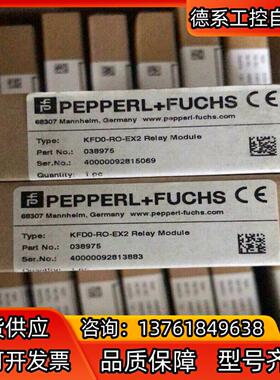 德系工控自
PEPPERL+FUCHS
68307 Mannheim, Germany www.pepperl-fuchs.com
Type: KFD0-RO-EX2 Relay Module
Part No.: 038975
Ser.No.: 40000092815069
Quantity: 1 pc
PEPPERL+FUCHS
68307 Mannheim, Germany www.pepperl-fuchs.com
Type: KFD0-RO-EX2 Relay Module
Part No.: 038975
Ser.No.: 40000092813883
货供应 咨询：13761849638
可开发票 品质保障 型号齐